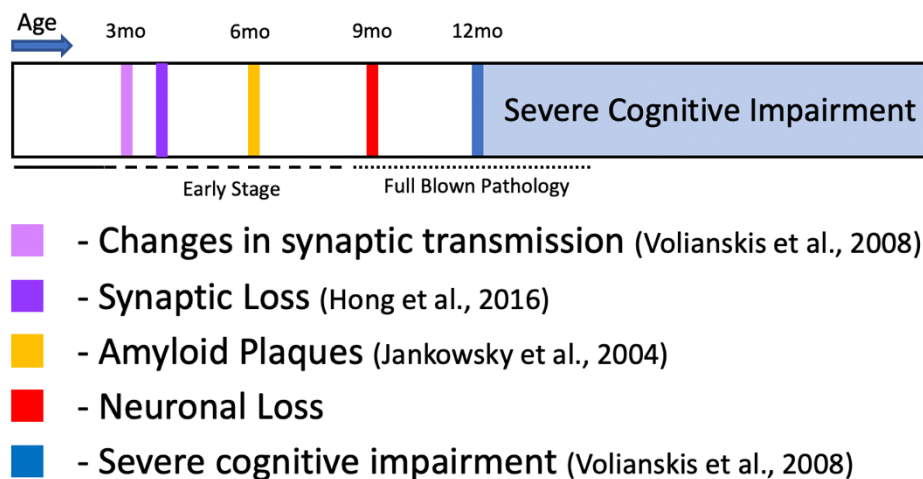 Age
3mo 6mo 9mo 12mo
Severe Cognitive Impairment
Early Stage Full Blown Pathology
- Changes in synaptic transmission (Volianskis et al., 2008)
- Synaptic Loss (Hong et al., 2016)
- Amyloid Plaques (Jankowsky et al., 2004)
- Neuronal Loss
- Severe cognitive impairment (Volianskis et al., 2008)